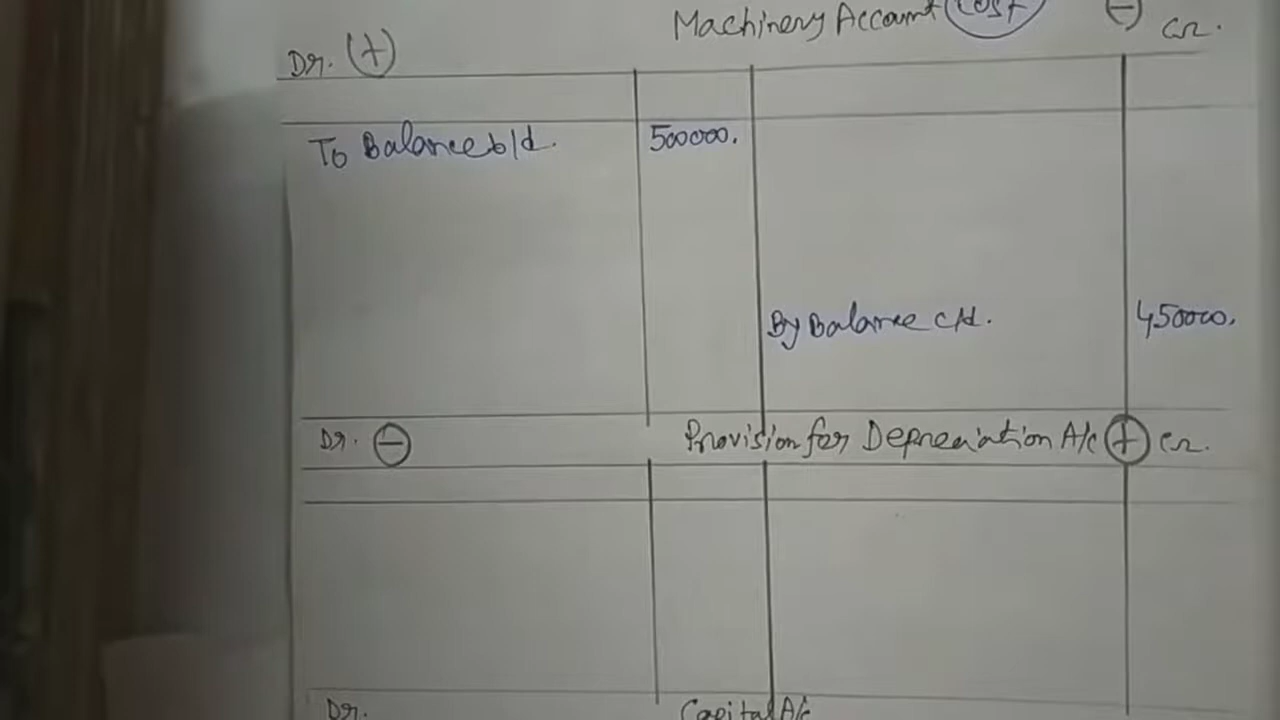 Machinery Account (Cost) (-)
Dr. (+) Cr.
To Balance b/d. 500000.
By Balance c/d. 450000.
Dr. (-) Provision for Depreciation A/c (+) Cr.
Dr. Capital A/c